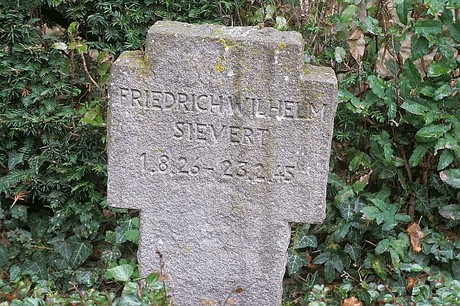 FRIEDRICH WILHELM
SIEVERT
1.8.26 - 23.2.45